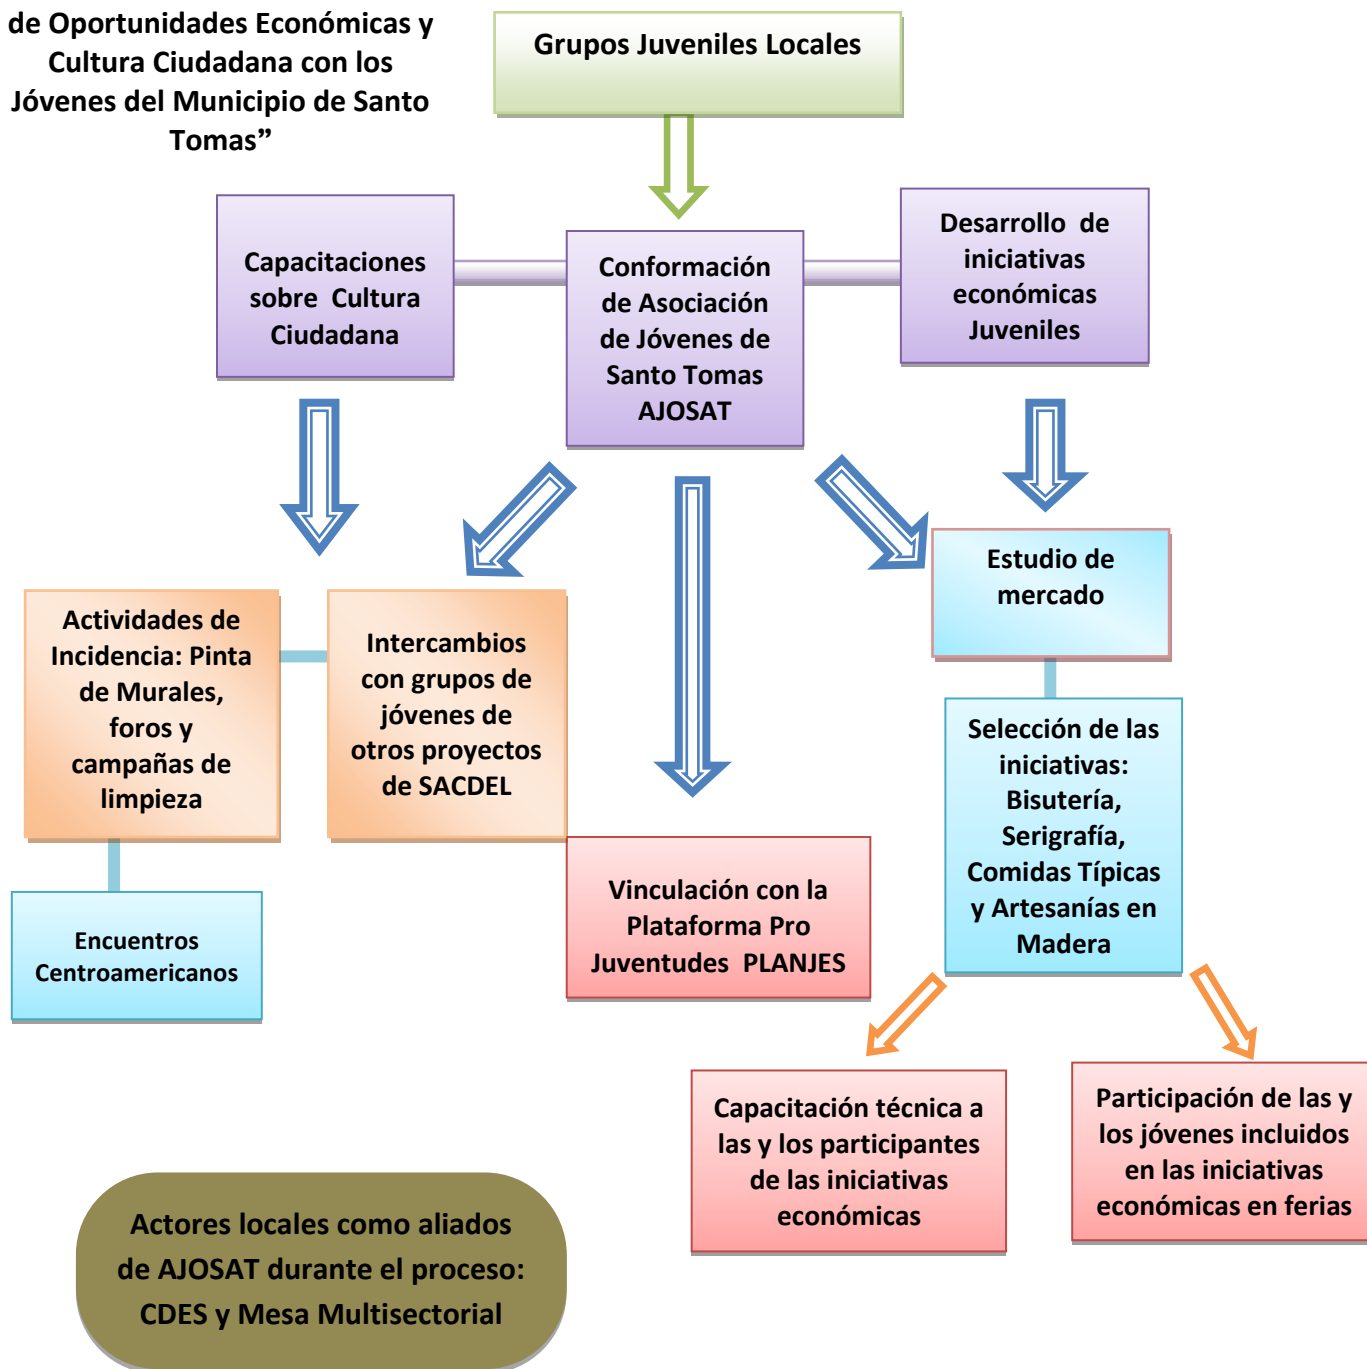 de Oportunidades Económicas y
Cultura Ciudadana con los
Jóvenes del Municipio de Santo
Tomas”
Grupos Juveniles Locales
Capacitaciones
sobre Cultura
Ciudadana
Conformación
de Asociación
de Jóvenes de
Santo Tomas
AJOSAT
Desarrollo de
iniciativas
económicas
Juveniles
Actividades de
Incidencia: Pinta
de Murales,
foros y
campañas de
limpieza
Intercambios
con grupos de
jóvenes de
otros proyectos
de SACDEL
Estudio de
mercado
Selección de las
iniciativas:
Bisutería,
Serigrafía,
Comidas Típicas
y Artesanías en
Madera
Encuentros
Centroamericanos
Vinculación con la
Plataforma Pro
Juventudes PLANJES
Capacitación técnica a
las y los participantes
de las iniciativas
económicas
Participación de las y
los jóvenes incluidos
en las iniciativas
económicas en ferias
Actores locales como aliados
de AJOSAT durante el proceso:
CDES y Mesa Multisectorial